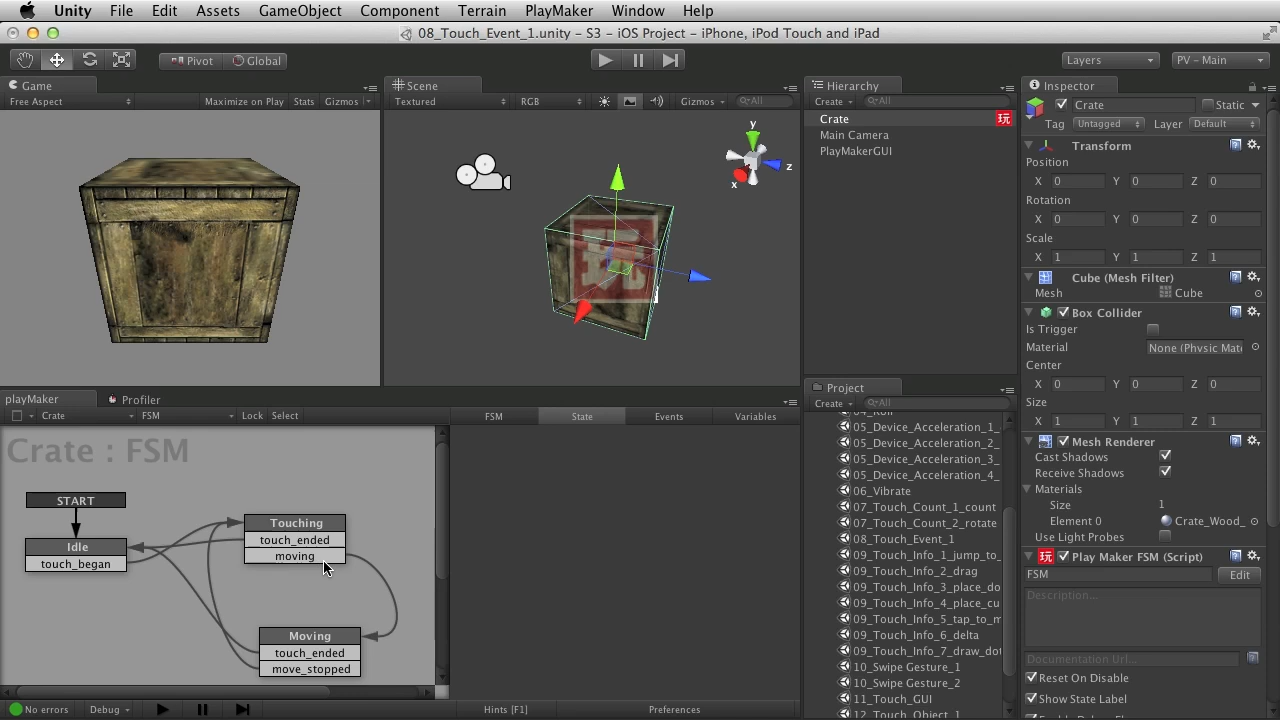 Unity File Edit Assets GameObject Component Terrain PlayMaker Window Help
08_Touch_Event_1.unity - S3 - iOS Project - iPhone, iPod Touch and iPad
Pivot Global Layers PV - Main
Game
Free Aspect Maximize on Play Stats Gizmos
Scene
Textured RGB Gizmos All
y
z
x
玩
Hierarchy
Create All
Crate 玩
Main Camera
PlayMakerGUI
Project
Create All
05_Device_Acceleration_1_
05_Device_Acceleration_2_
05_Device_Acceleration_3_
05_Device_Acceleration_4_
06_Vibrate
07_Touch_Count_1_count
07_Touch_Count_2_rotate
08_Touch_Event_1
09_Touch_Info_1_jump_to_
09_Touch_Info_2_drag
09_Touch_Info_3_place_do
09_Touch_Info_4_place_cu
09_Touch_Info_5_tap_to_m
09_Touch_Info_6_delta
09_Touch_Info_7_draw_dot
10_Swipe Gesture_1
10_Swipe Gesture_2
11_Touch_GUI
12_Touch_Object_1
Inspector
Crate Static
Tag Untagged Layer Default
Transform
Position
X 0 Y 0 Z 0
Rotation
X 0 Y 0 Z 0
Scale
X 1 Y 1 Z 1
Cube (Mesh Filter)
Mesh Cube
Box Collider
Is Trigger
Material None (Physic Mate
Center
X 0 Y 0 Z 0
Size
X 1 Y 1 Z 1
Mesh Renderer
Cast Shadows
Receive Shadows
Materials
Size 1
Element 0 Crate_Wood_
Use Light Probes
玩 Play Maker FSM (Script)
FSM Edit
Description...
Documentation Url...
Reset On Disable
Show State Label
playMaker Profiler
Crate FSM Lock Select FSM State Events Variables
Crate : FSM
START
Idle
touch_began
Touching
touch_ended
moving
Moving
touch_ended
move_stopped
No errors Debug Hints [F1] Preferences